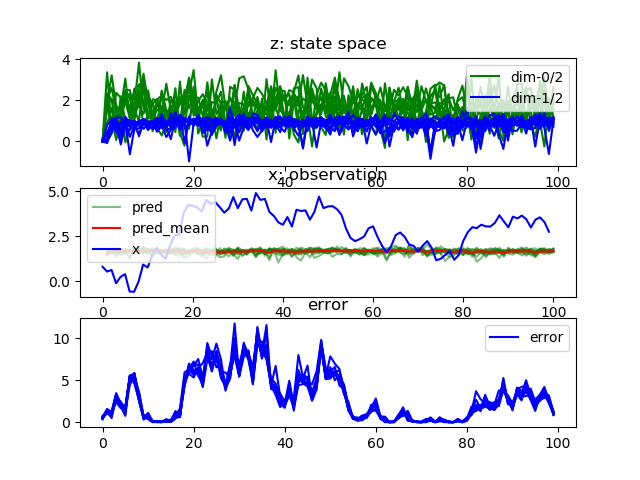 z: state space
4
2
0
dim-0/2
dim-1/2
0 20 40 60 80 100
x: observation
5.0
2.5
0.0
pred
pred_mean
x
0 20 40 60 80 100
error
10
5
0
error
0 20 40 60 80 100